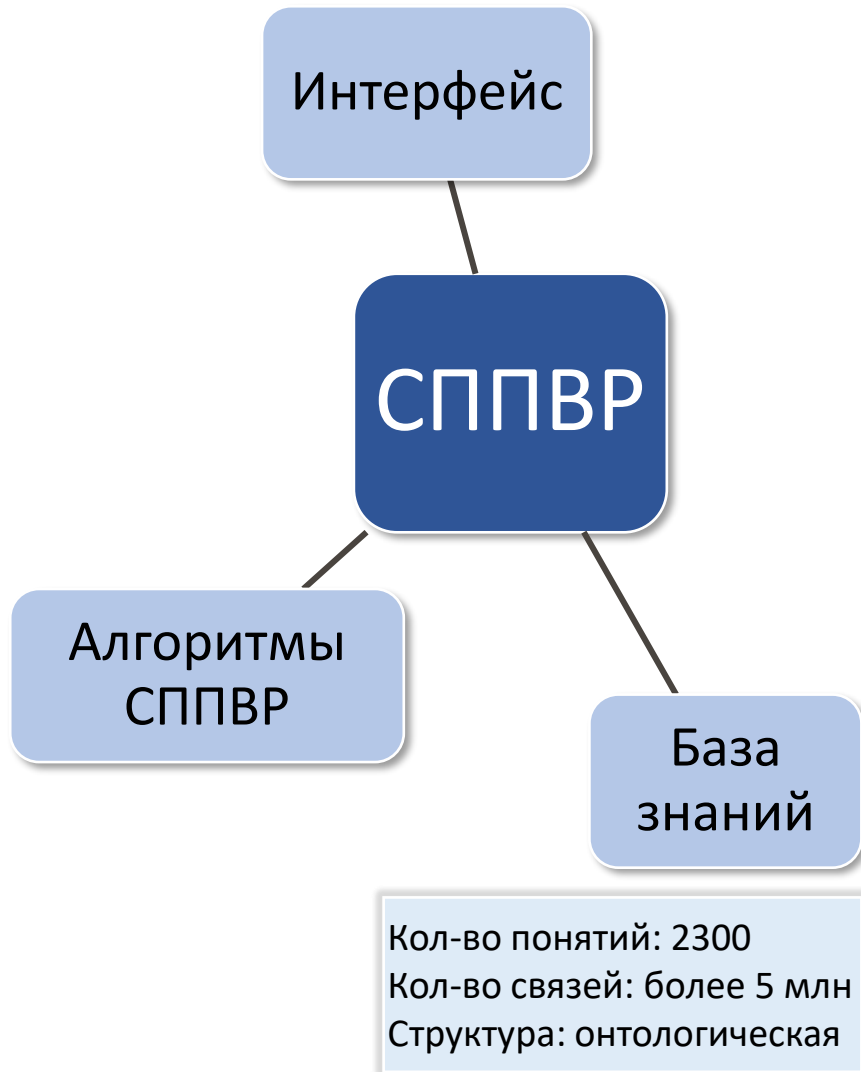 Интерфейс
СППВР
Алгоритмы
СППВР
База
знаний
Кол-во понятий: 2300
Кол-во связей: более 5 млн
Структура: онтологическая